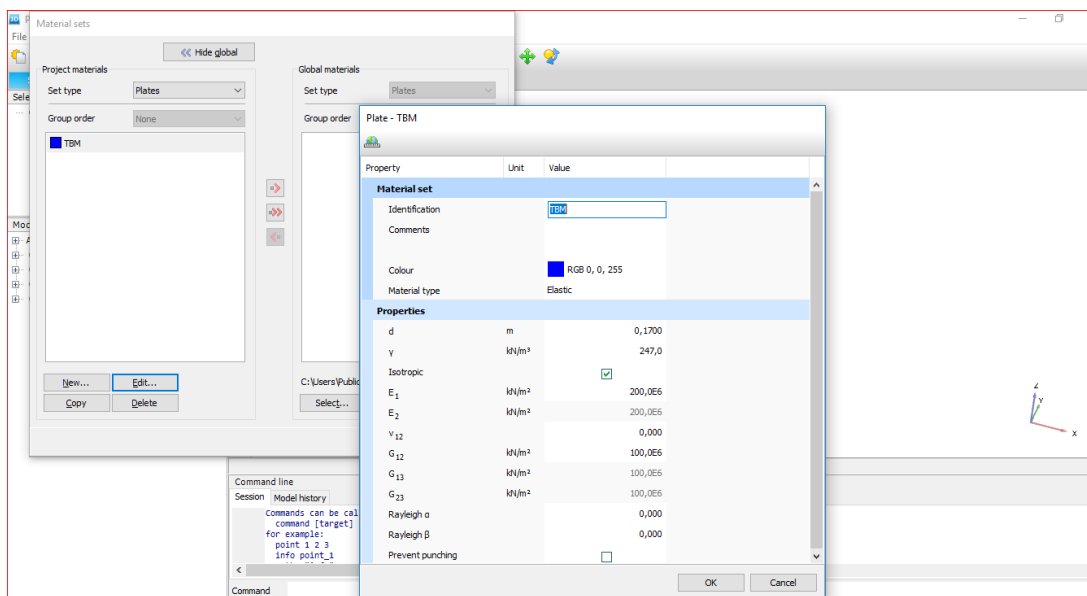 3D P
Material sets
File
Hide global
Project materials
Global materials
Set type
Plates
Set type
Plates
Sele
Group order
None
Group order
Plate - TBM
TBM
Property
Unit
Value
Material set
Identification
TBM
Mod
Comments
A
Colour
RGB 0, 0, 255
Material type
Elastic
Properties
d
m
0,1700
γ
kN/m³
247,0
Isotropic
New...
Edit...
C:\Users\Public
E₁
kN/m²
200,0E6
Copy
Delete
Select...
E₂
kN/m²
200,0E6
ν₁₂
0,000
G₁₂
kN/m²
100,0E6
G₁₃
kN/m²
100,0E6
G₂₃
kN/m²
100,0E6
Rayleigh α
0,000
Rayleigh β
0,000
Prevent punching
OK
Cancel
Z
Y
X
Command line
Session
Model history
Commands can be cal
command [target]
for example:
point 1 2 3
info point_1
Command